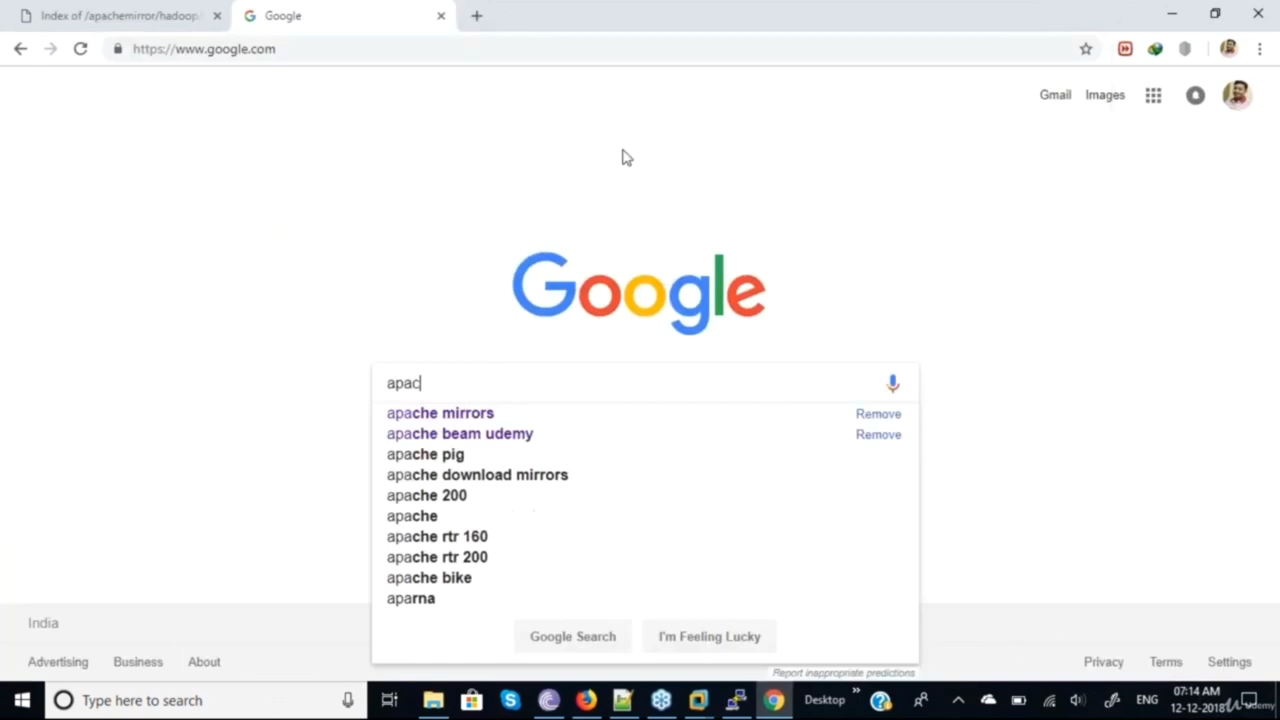 Index of /apachemirror/hadoop/
Google
https://www.google.com
Gmail Images
Google
apac
apache mirrors Remove
apache beam udemy Remove
apache pig
apache download mirrors
apache 200
apache
apache rtr 160
apache rtr 200
apache bike
aparna
Google Search I'm Feeling Lucky
Report inappropriate predictions
India
Advertising Business About
Privacy Terms Settings
Type here to search
Desktop
ENG
07:14 AM
12-12-2018
Udemy